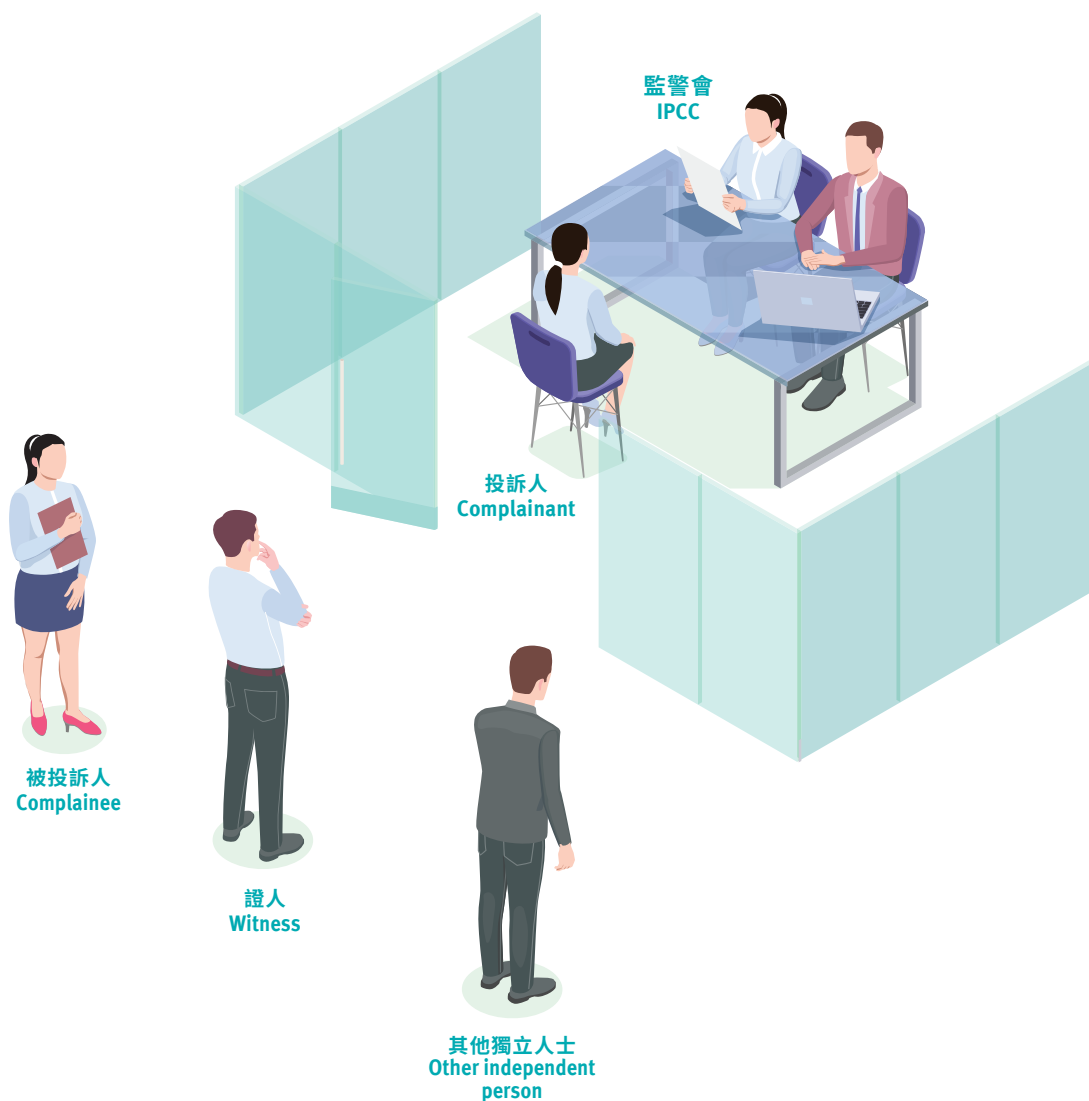 監警會
IPCC
投訴人
Complainant
被投訴人
Complainee
證人
Witness
其他獨立人士
Other independent
person